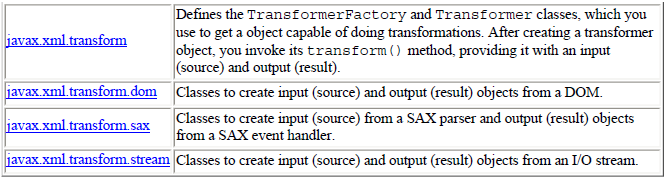 javax.xml.transform
Defines the TransformerFactory and Transformer classes, which you
use to get a object capable of doing transformations. After creating a transformer
object, you invoke its transform() method, providing it with an input
(source) and output (result).
javax.xml.transform.dom
Classes to create input (source) and output (result) objects from a DOM.
javax.xml.transform.sax
Classes to create input (source) from a SAX parser and output (result) objects
from a SAX event handler.
javax.xml.transform.stream
Classes to create input (source) and output (result) objects from an I/O stream.